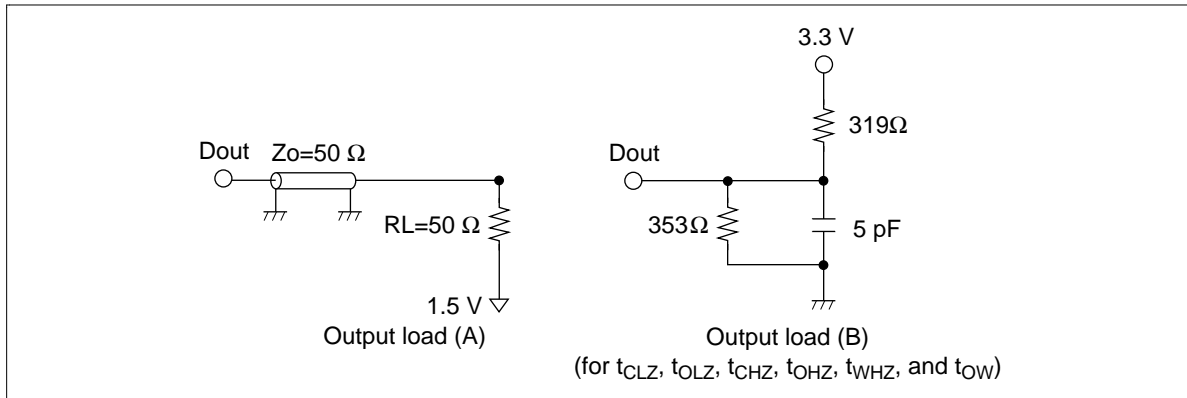 Dout
Zo=50 Ω
RL=50 Ω
1.5 V
Output load (A)
3.3 V
319Ω
Dout
353Ω
5 pF
Output load (B)
(for tCLZ, tOLZ, tCHZ, tOHZ, tWHZ, and tOW)